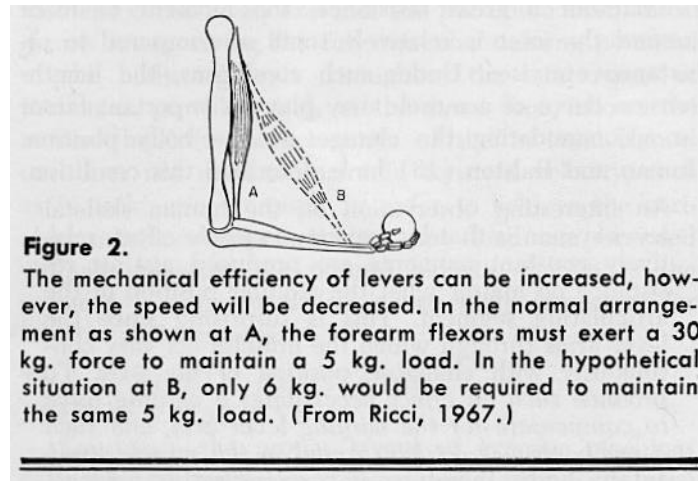 A
B
Figure 2.
The mechanical efficiency of levers can be increased, how-
ever, the speed will be decreased. In the normal arrange-
ment as shown at A, the forearm flexors must exert a 30
kg. force to maintain a 5 kg. load. In the hypothetical
situation at B, only 6 kg. would be required to maintain
the same 5 kg. load. (From Ricci, 1967.)